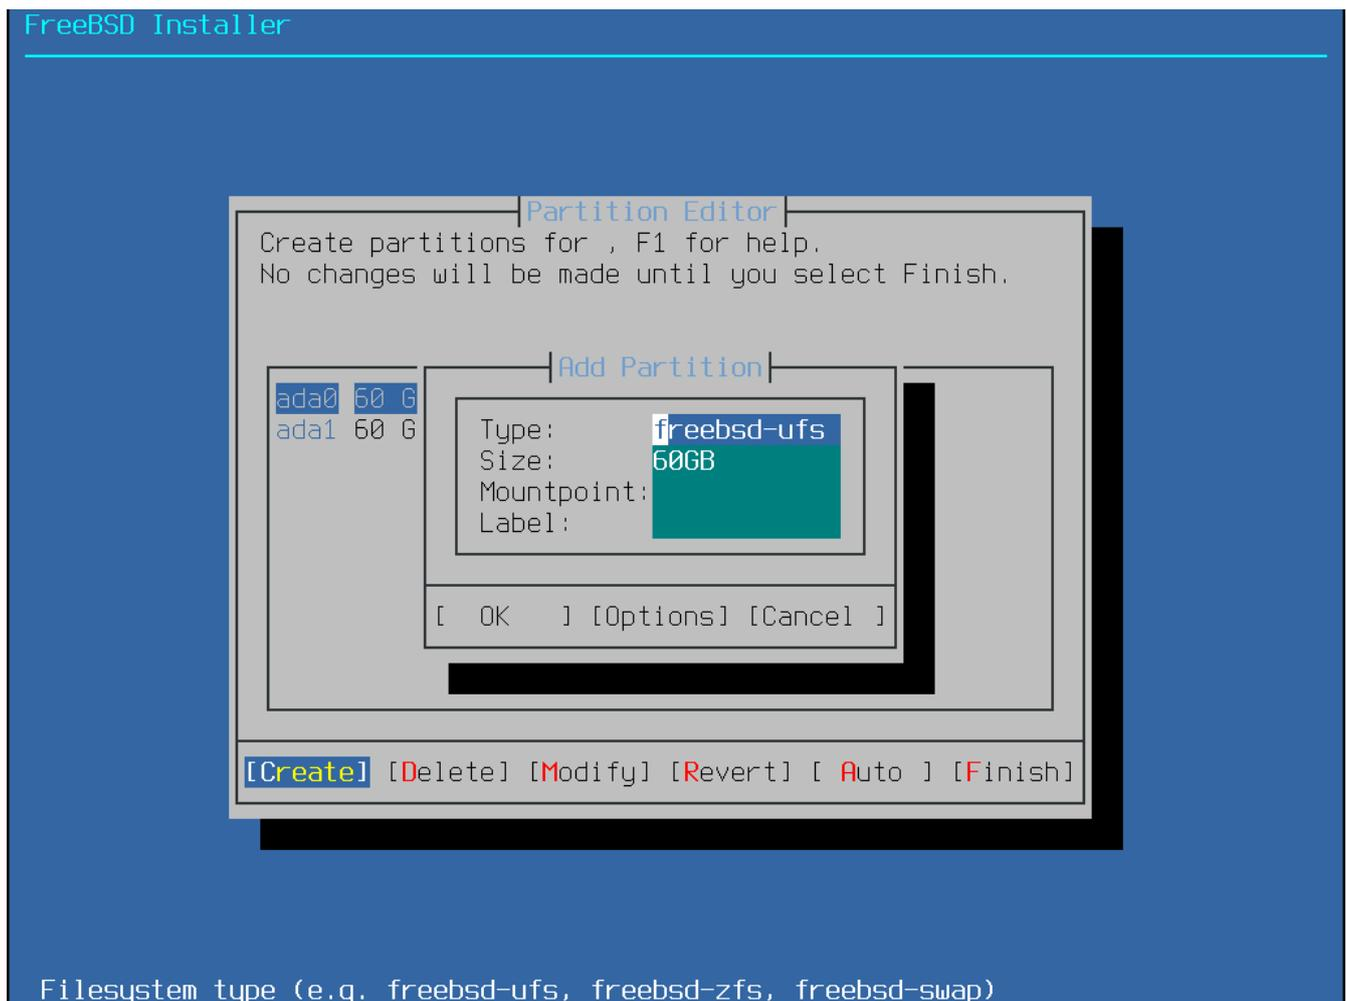 FreeBSD Installer
Partition Editor
Create partitions for , F1 for help.
No changes will be made until you select Finish.
Add Partition
ada0 60 G
ada1 60 G
Type: freebsd-ufs
Size: 60GB
Mountpoint:
Label:
[ OK ] [Options] [Cancel ]
[Create] [Delete] [Modify] [Revert] [ Auto ] [Finish]
Filesystem type (e.g. freebsd-ufs, freebsd-zfs, freebsd-swap)